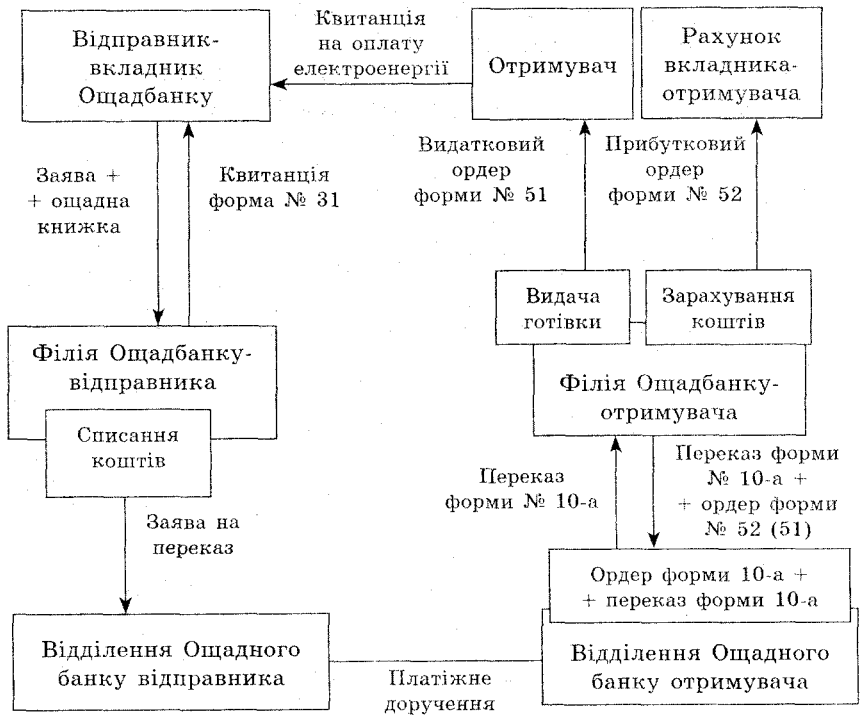 Відправник-
вкладник
Ощадбанку
Квитанція
на оплату
електроенергії
Отримувач
Рахунок
вкладника-
отримувача
Заява +
+ ощадна
книжка
Квитанція
форма № 31
Видатковий
ордер
форми № 51
Прибутковий
ордер
форми № 52
Видача
готівки
Зарахування
коштів
Філія Ощадбанку-
відправника
Списання
коштів
Філія Ощадбанку-
отримувача
Заява на
переказ
Переказ
форми № 10-а
Переказ форми
№ 10-а +
+ ордер форми
№ 52 (51)
Ордер форми 10-а +
+ переказ форми 10-а
Відділення Ощадного
банку відправника
Платіжне
доручення
Відділення Ощадного
банку отримувача